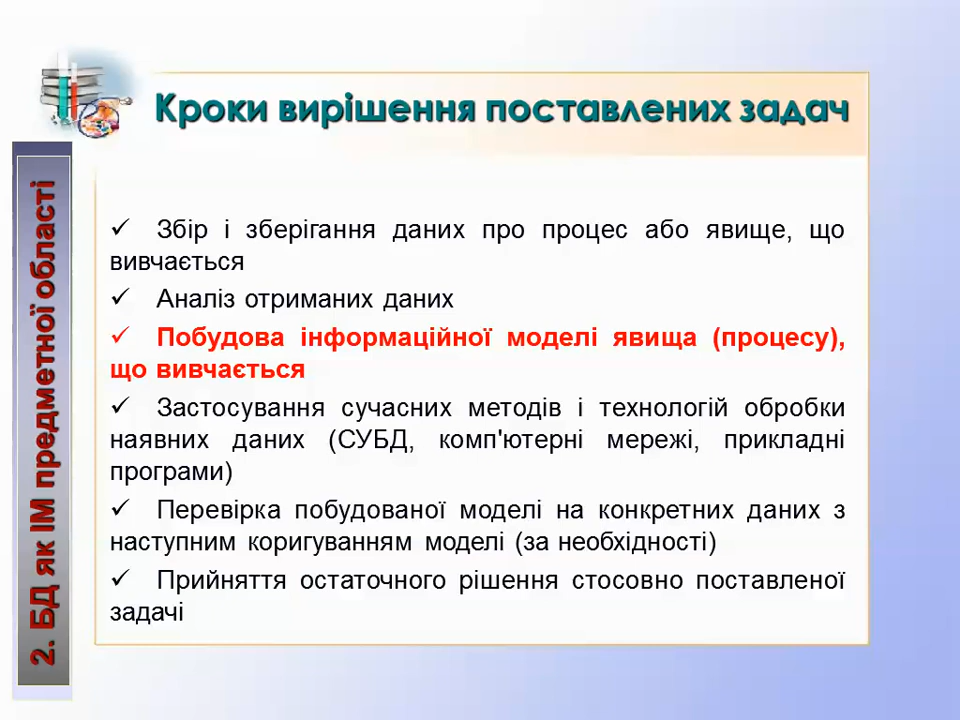 Кроки вирішення поставлених задач
2. БД як ІМ предметної області
✓ Збір і зберігання даних про процес або явище, що
вивчається
✓ Аналіз отриманих даних
✓ Побудова інформаційної моделі явища (процесу),
що вивчається
✓ Застосування сучасних методів і технологій обробки
наявних даних (СУБД, комп'ютерні мережі, прикладні
програми)
✓ Перевірка побудованої моделі на конкретних даних з
наступним коригуванням моделі (за необхідності)
✓ Прийняття остаточного рішення стосовно поставленої
задачі